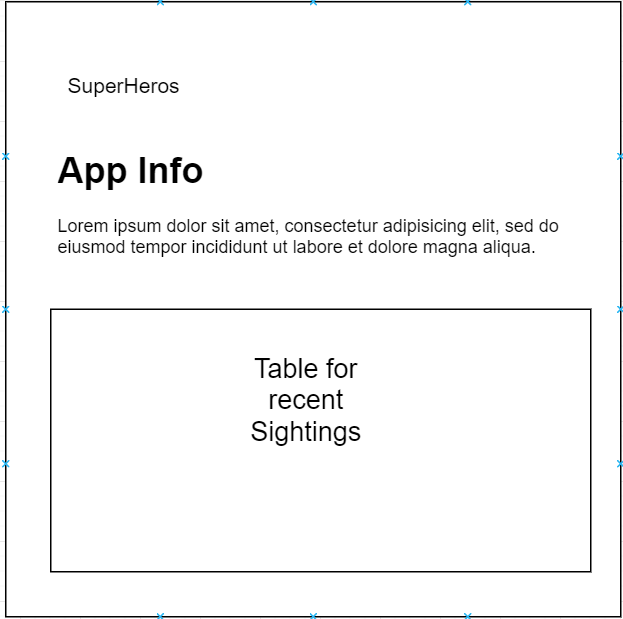 SuperHeros
App Info
Lorem ipsum dolor sit amet, consectetur adipisicing elit, sed do
eiusmod tempor incididunt ut labore et dolore magna aliqua.
Table for
recent
Sightings